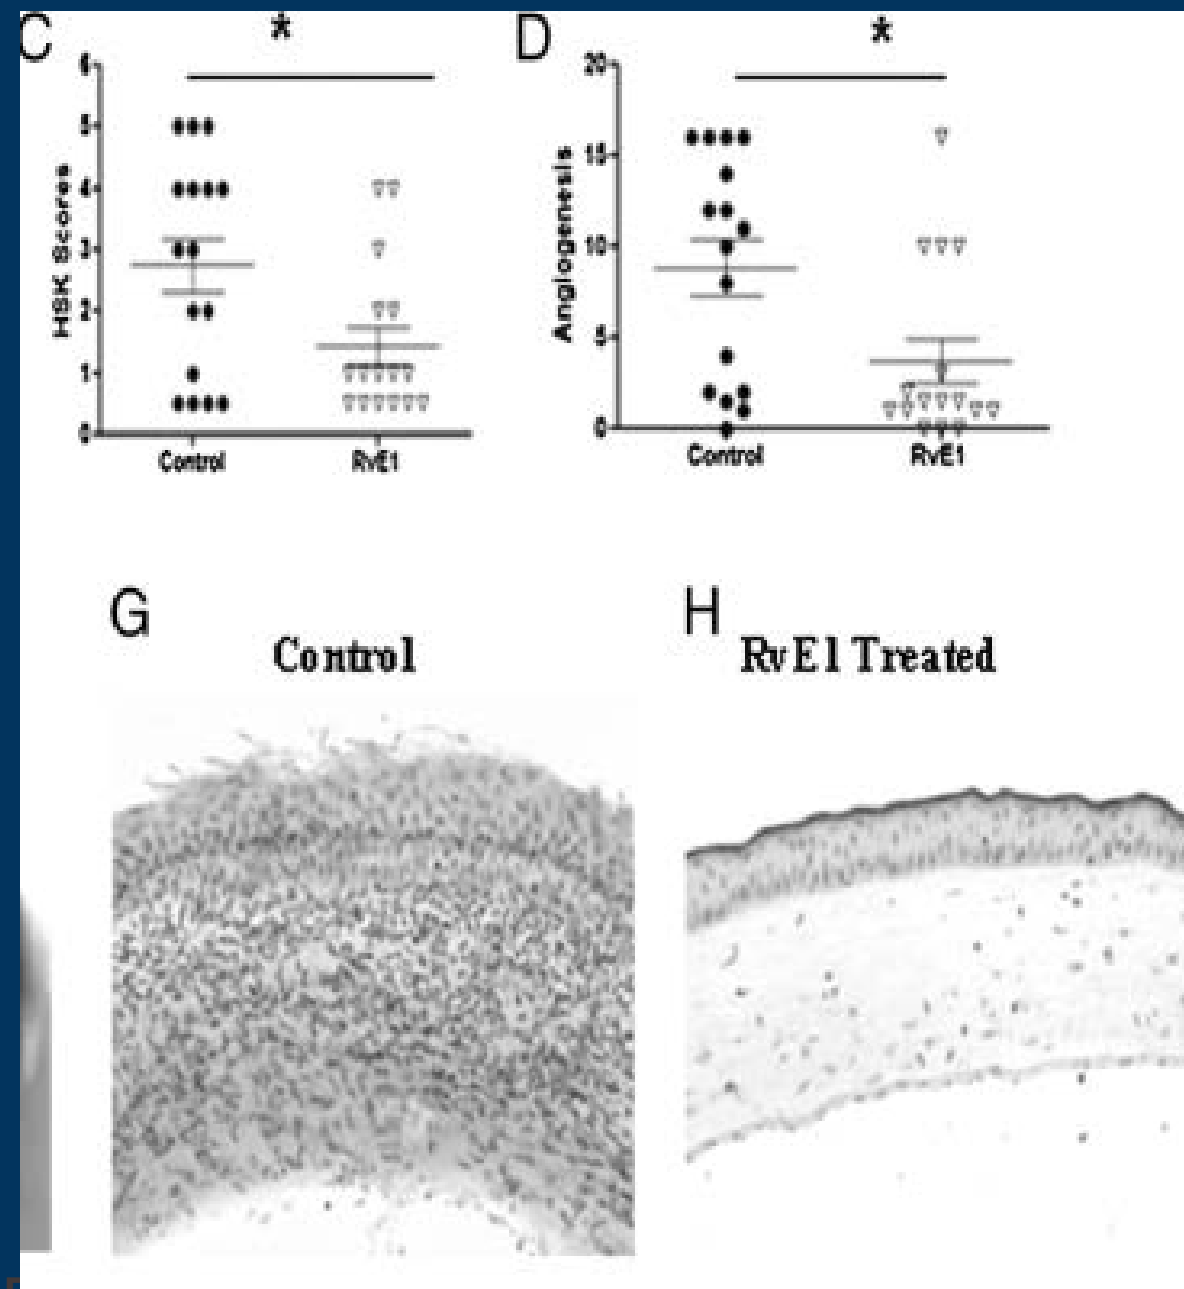 C
*
D
*
HSK Scores
6
5
4
3
2
1
0
Control
RvE1
Angiogenesis
20
15
10
5
0
Control
RvE1
G
Control
H
RvE1 Treated